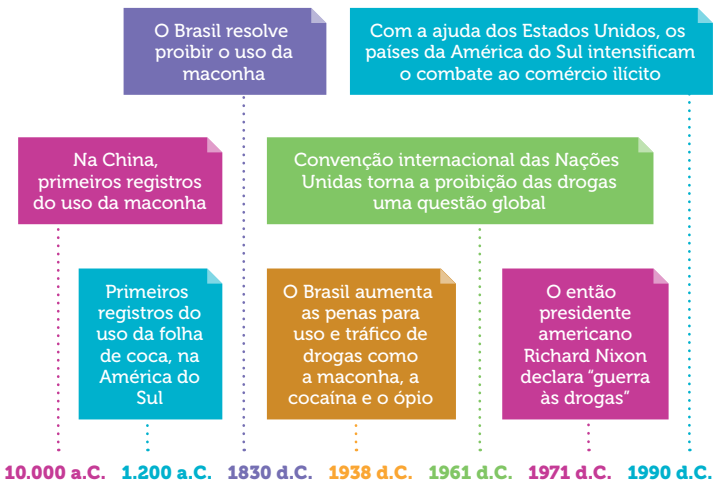 O Brasil resolve
proibir o uso da
maconha
Com a ajuda dos Estados Unidos, os
países da América do Sul intensificam
o combate ao comércio ilícito
Na China,
primeiros registros
do uso da maconha
Convenção internacional das Nações
Unidas torna a proibição das drogas
uma questão global
Primeiros
registros do
uso da folha
de coca, na
América do
Sul
O Brasil aumenta
as penas para
uso e tráfico de
drogas como
a maconha, a
cocaína e o ópio
O então
presidente
americano
Richard Nixon
declara “guerra
às drogas”
10.000 a.C. 1.200 a.C. 1830 d.C. 1938 d.C. 1961 d.C. 1971 d.C. 1990 d.C.